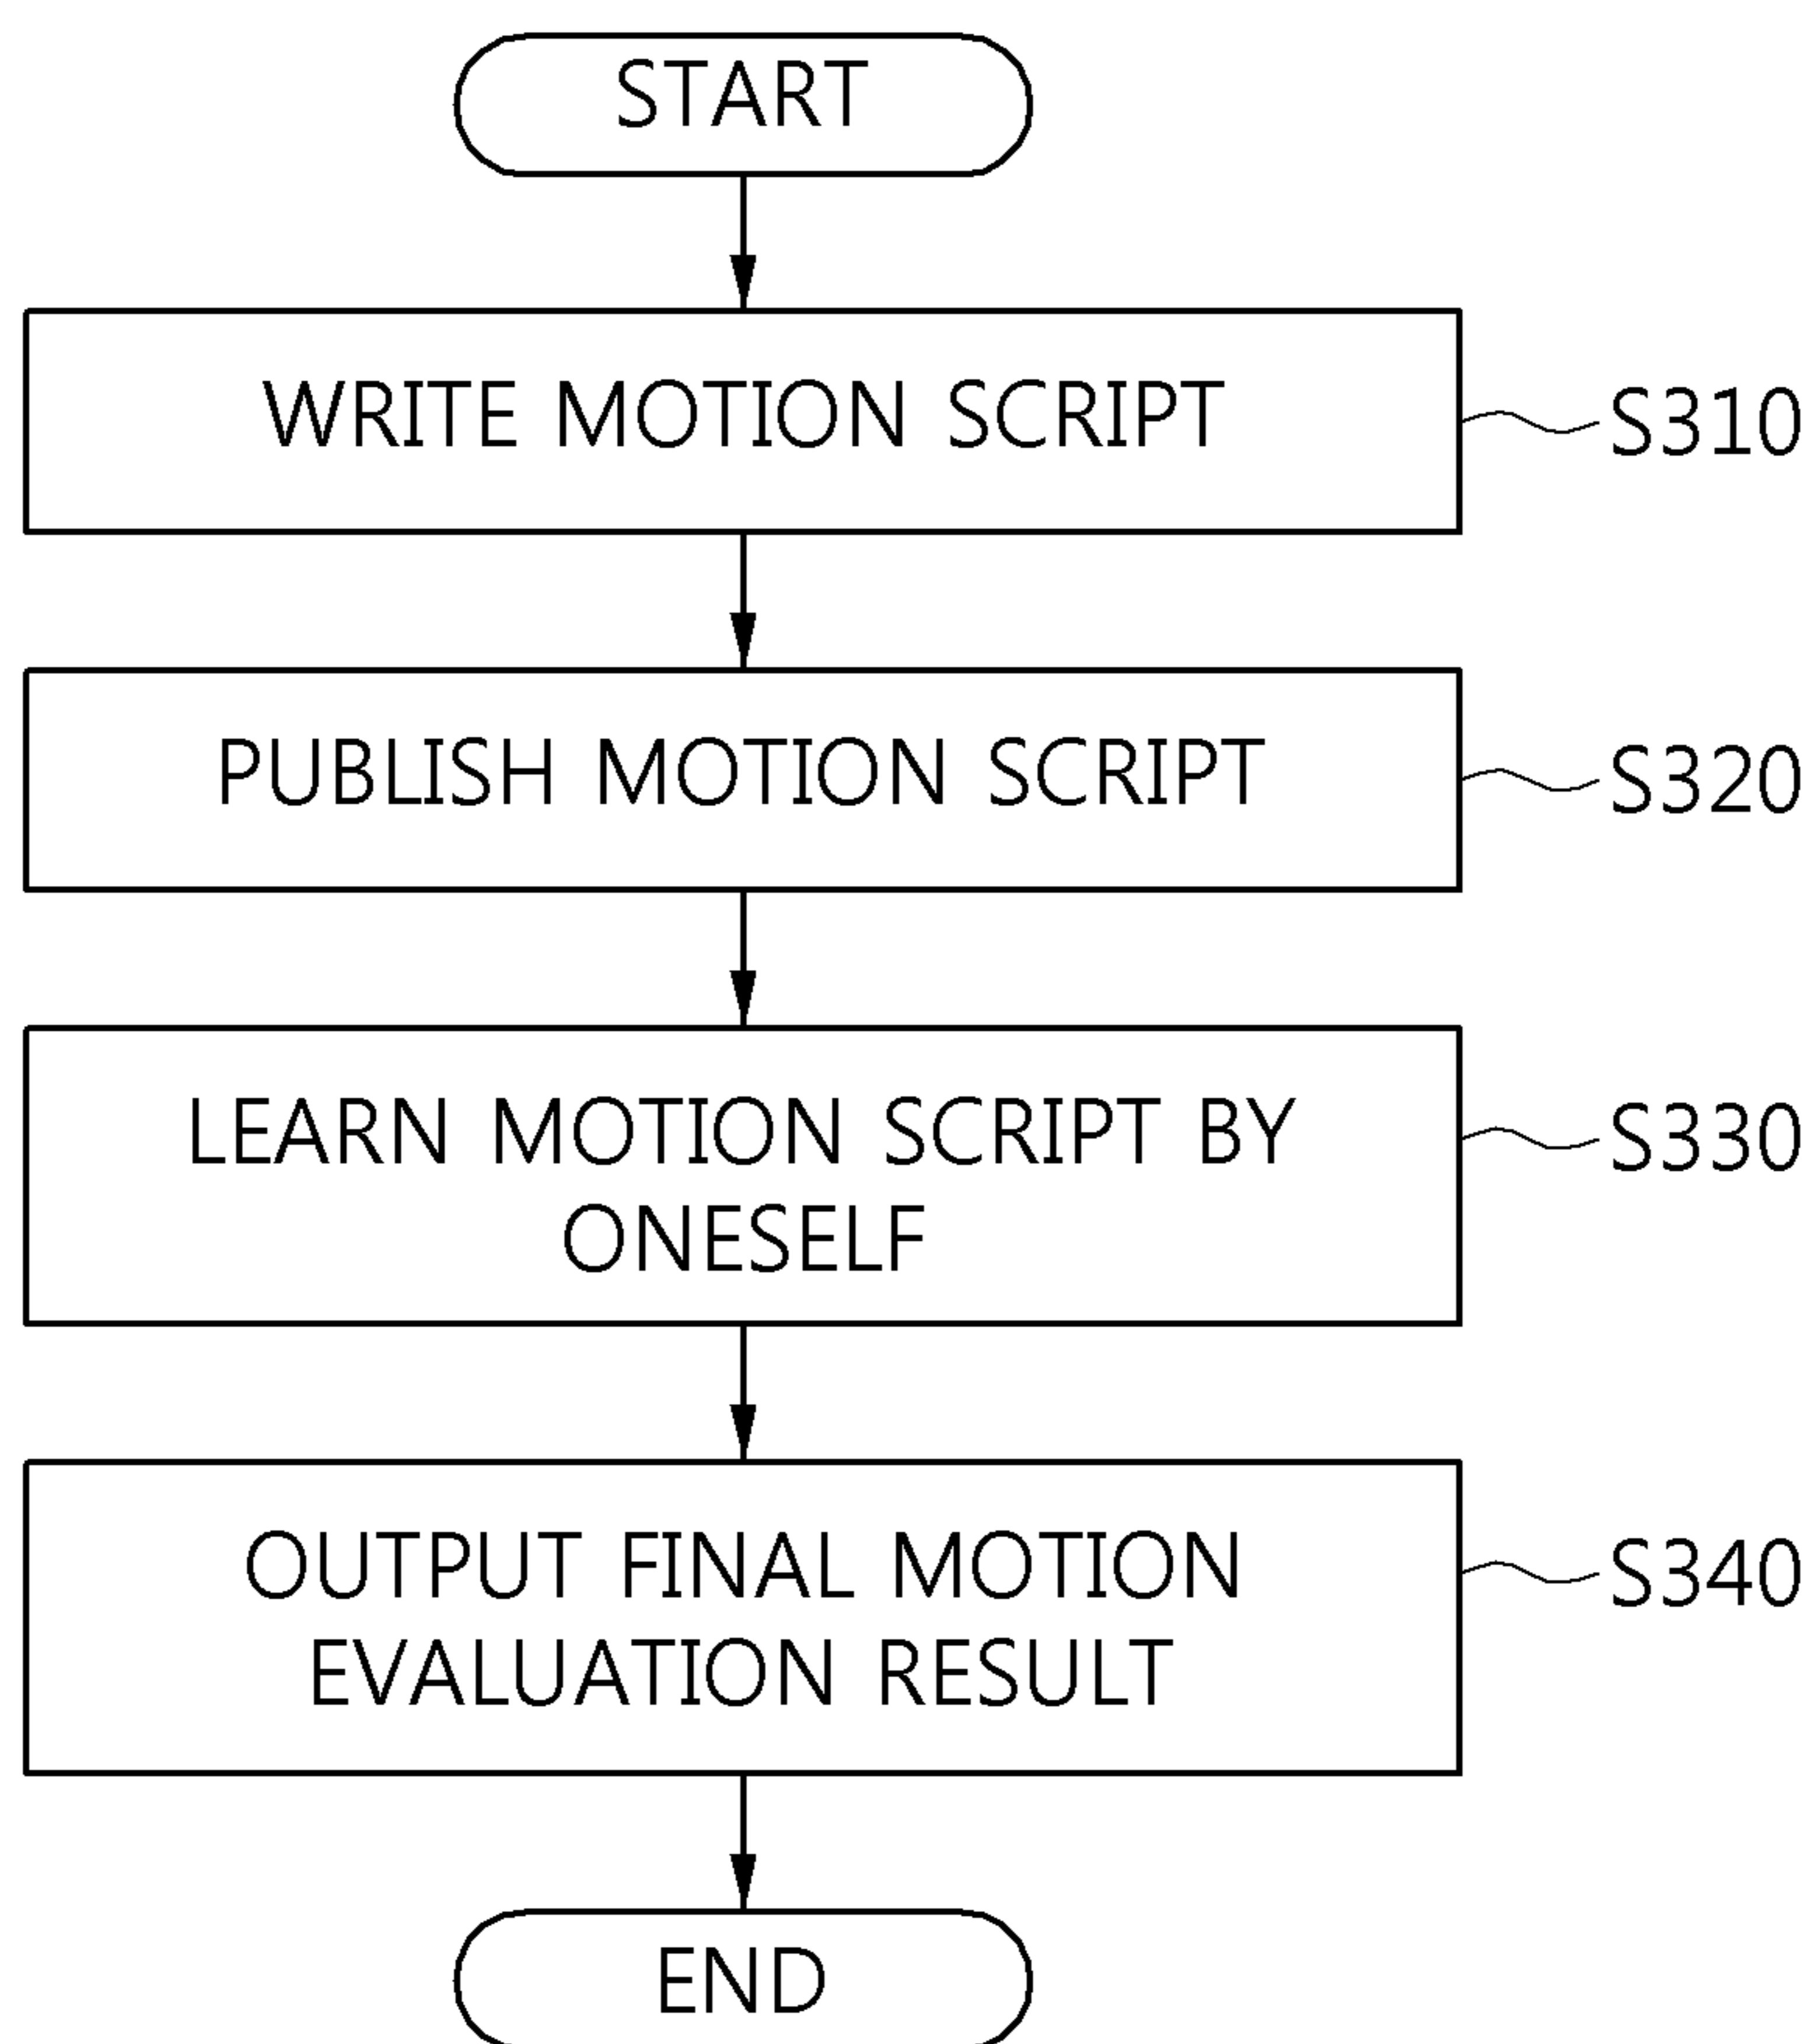 START
WRITE MOTION SCRIPT
S310
PUBLISH MOTION SCRIPT
S320
LEARN MOTION SCRIPT BY
ONESELF
S330
OUTPUT FINAL MOTION
EVALUATION RESULT
S340
END